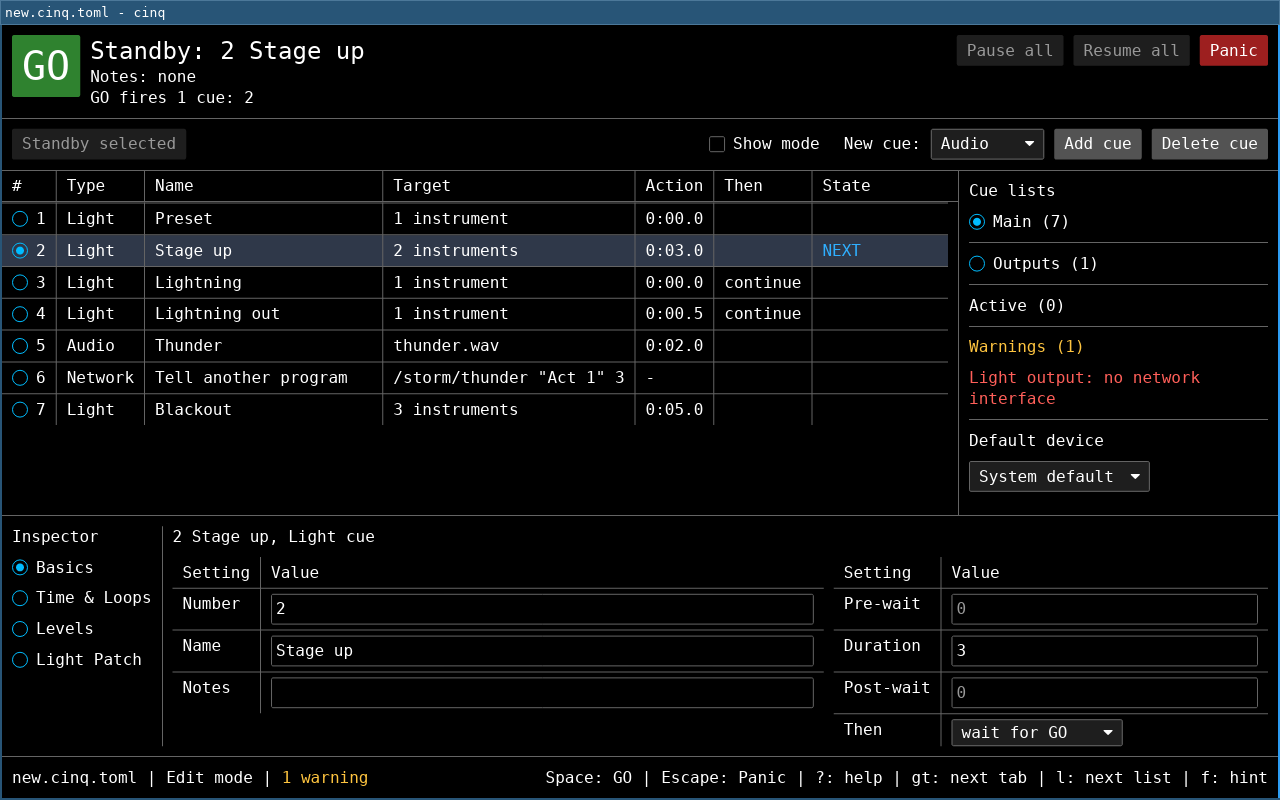 new.cinq.toml - cinq
GO
Standby: 2 Stage up
Notes: none
GO fires 1 cue: 2
Pause all Resume all Panic
Standby selected
Show mode New cue: Audio Add cue Delete cue
# Type Name Target Action Then State
1 Light Preset 1 instrument 0:00.0
2 Light Stage up 2 instruments 0:03.0 NEXT
3 Light Lightning 1 instrument 0:00.0 continue
4 Light Lightning out 1 instrument 0:00.5 continue
5 Audio Thunder thunder.wav 0:02.0
6 Network Tell another program /storm/thunder "Act 1" 3 -
7 Light Blackout 3 instruments 0:05.0
Cue lists
Main (7)
Outputs (1)
Active (0)
Warnings (1)
Light output: no network
interface
Default device
System default
Inspector
Basics
Time & Loops
Levels
Light Patch
2 Stage up, Light cue
Setting Value
Number 2
Name Stage up
Notes
Setting Value
Pre-wait 0
Duration 3
Post-wait 0
Then wait for GO
new.cinq.toml | Edit mode | 1 warning
Space: GO | Escape: Panic | ?: help | gt: next tab | l: next list | f: hint